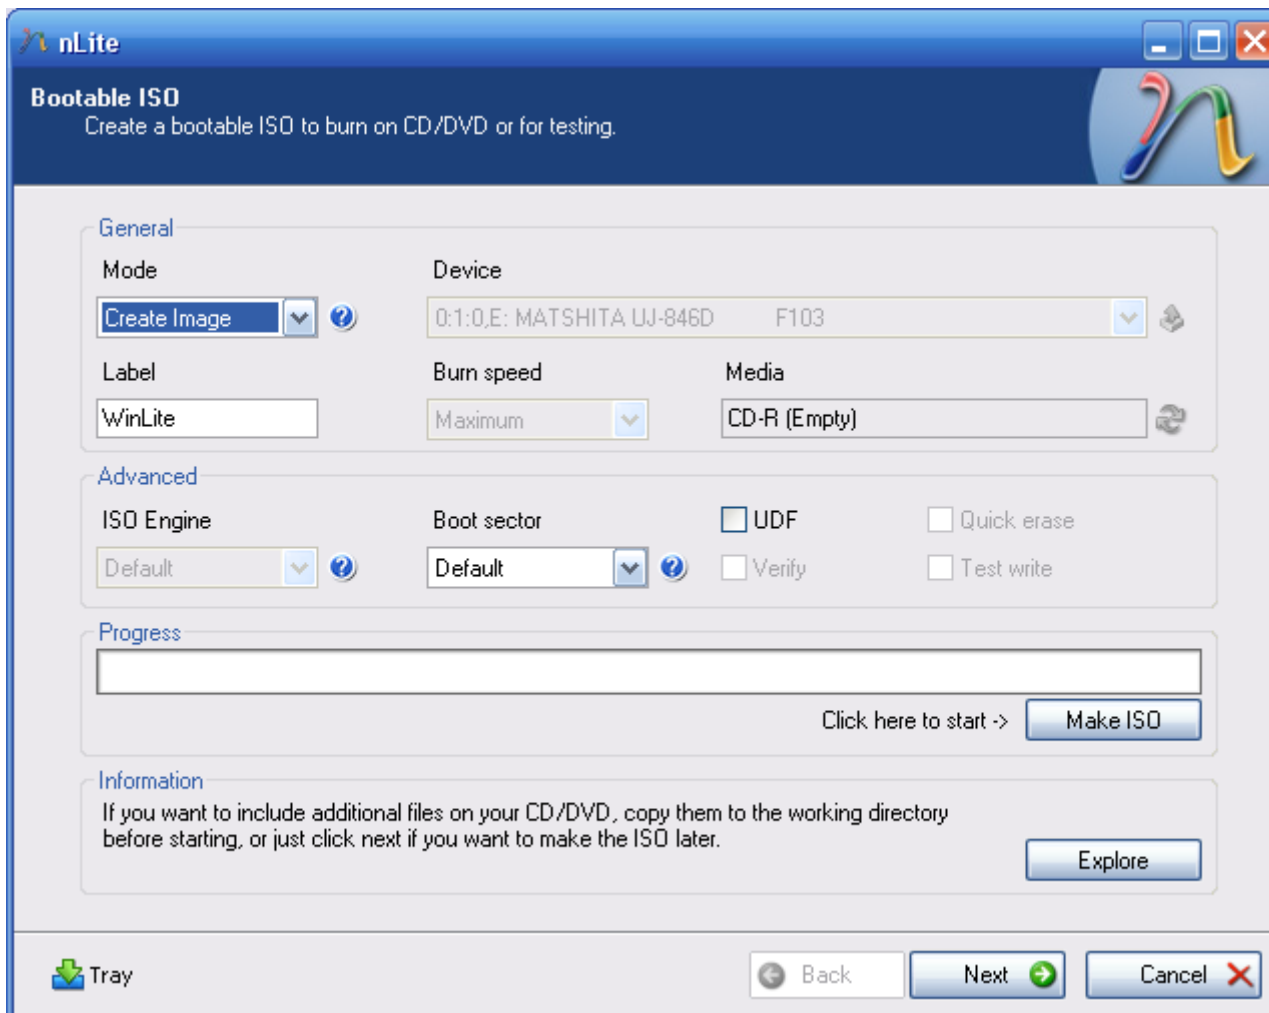 nLite
Bootable ISO
Create a bootable ISO to burn on CD/DVD or for testing.
General
Mode
Device
Create Image
0:1:0,E: MATSHITA UJ-846D F103
Label
Burn speed
Media
WinLite
Maximum
CD-R (Empty)
Advanced
ISO Engine
Boot sector
UDF
Quick erase
Default
Default
Verify
Test write
Progress
Click here to start ->
Make ISO
Information
If you want to include additional files on your CD/DVD, copy them to the working directory
before starting, or just click next if you want to make the ISO later.
Explore
Tray
Back
Next
Cancel